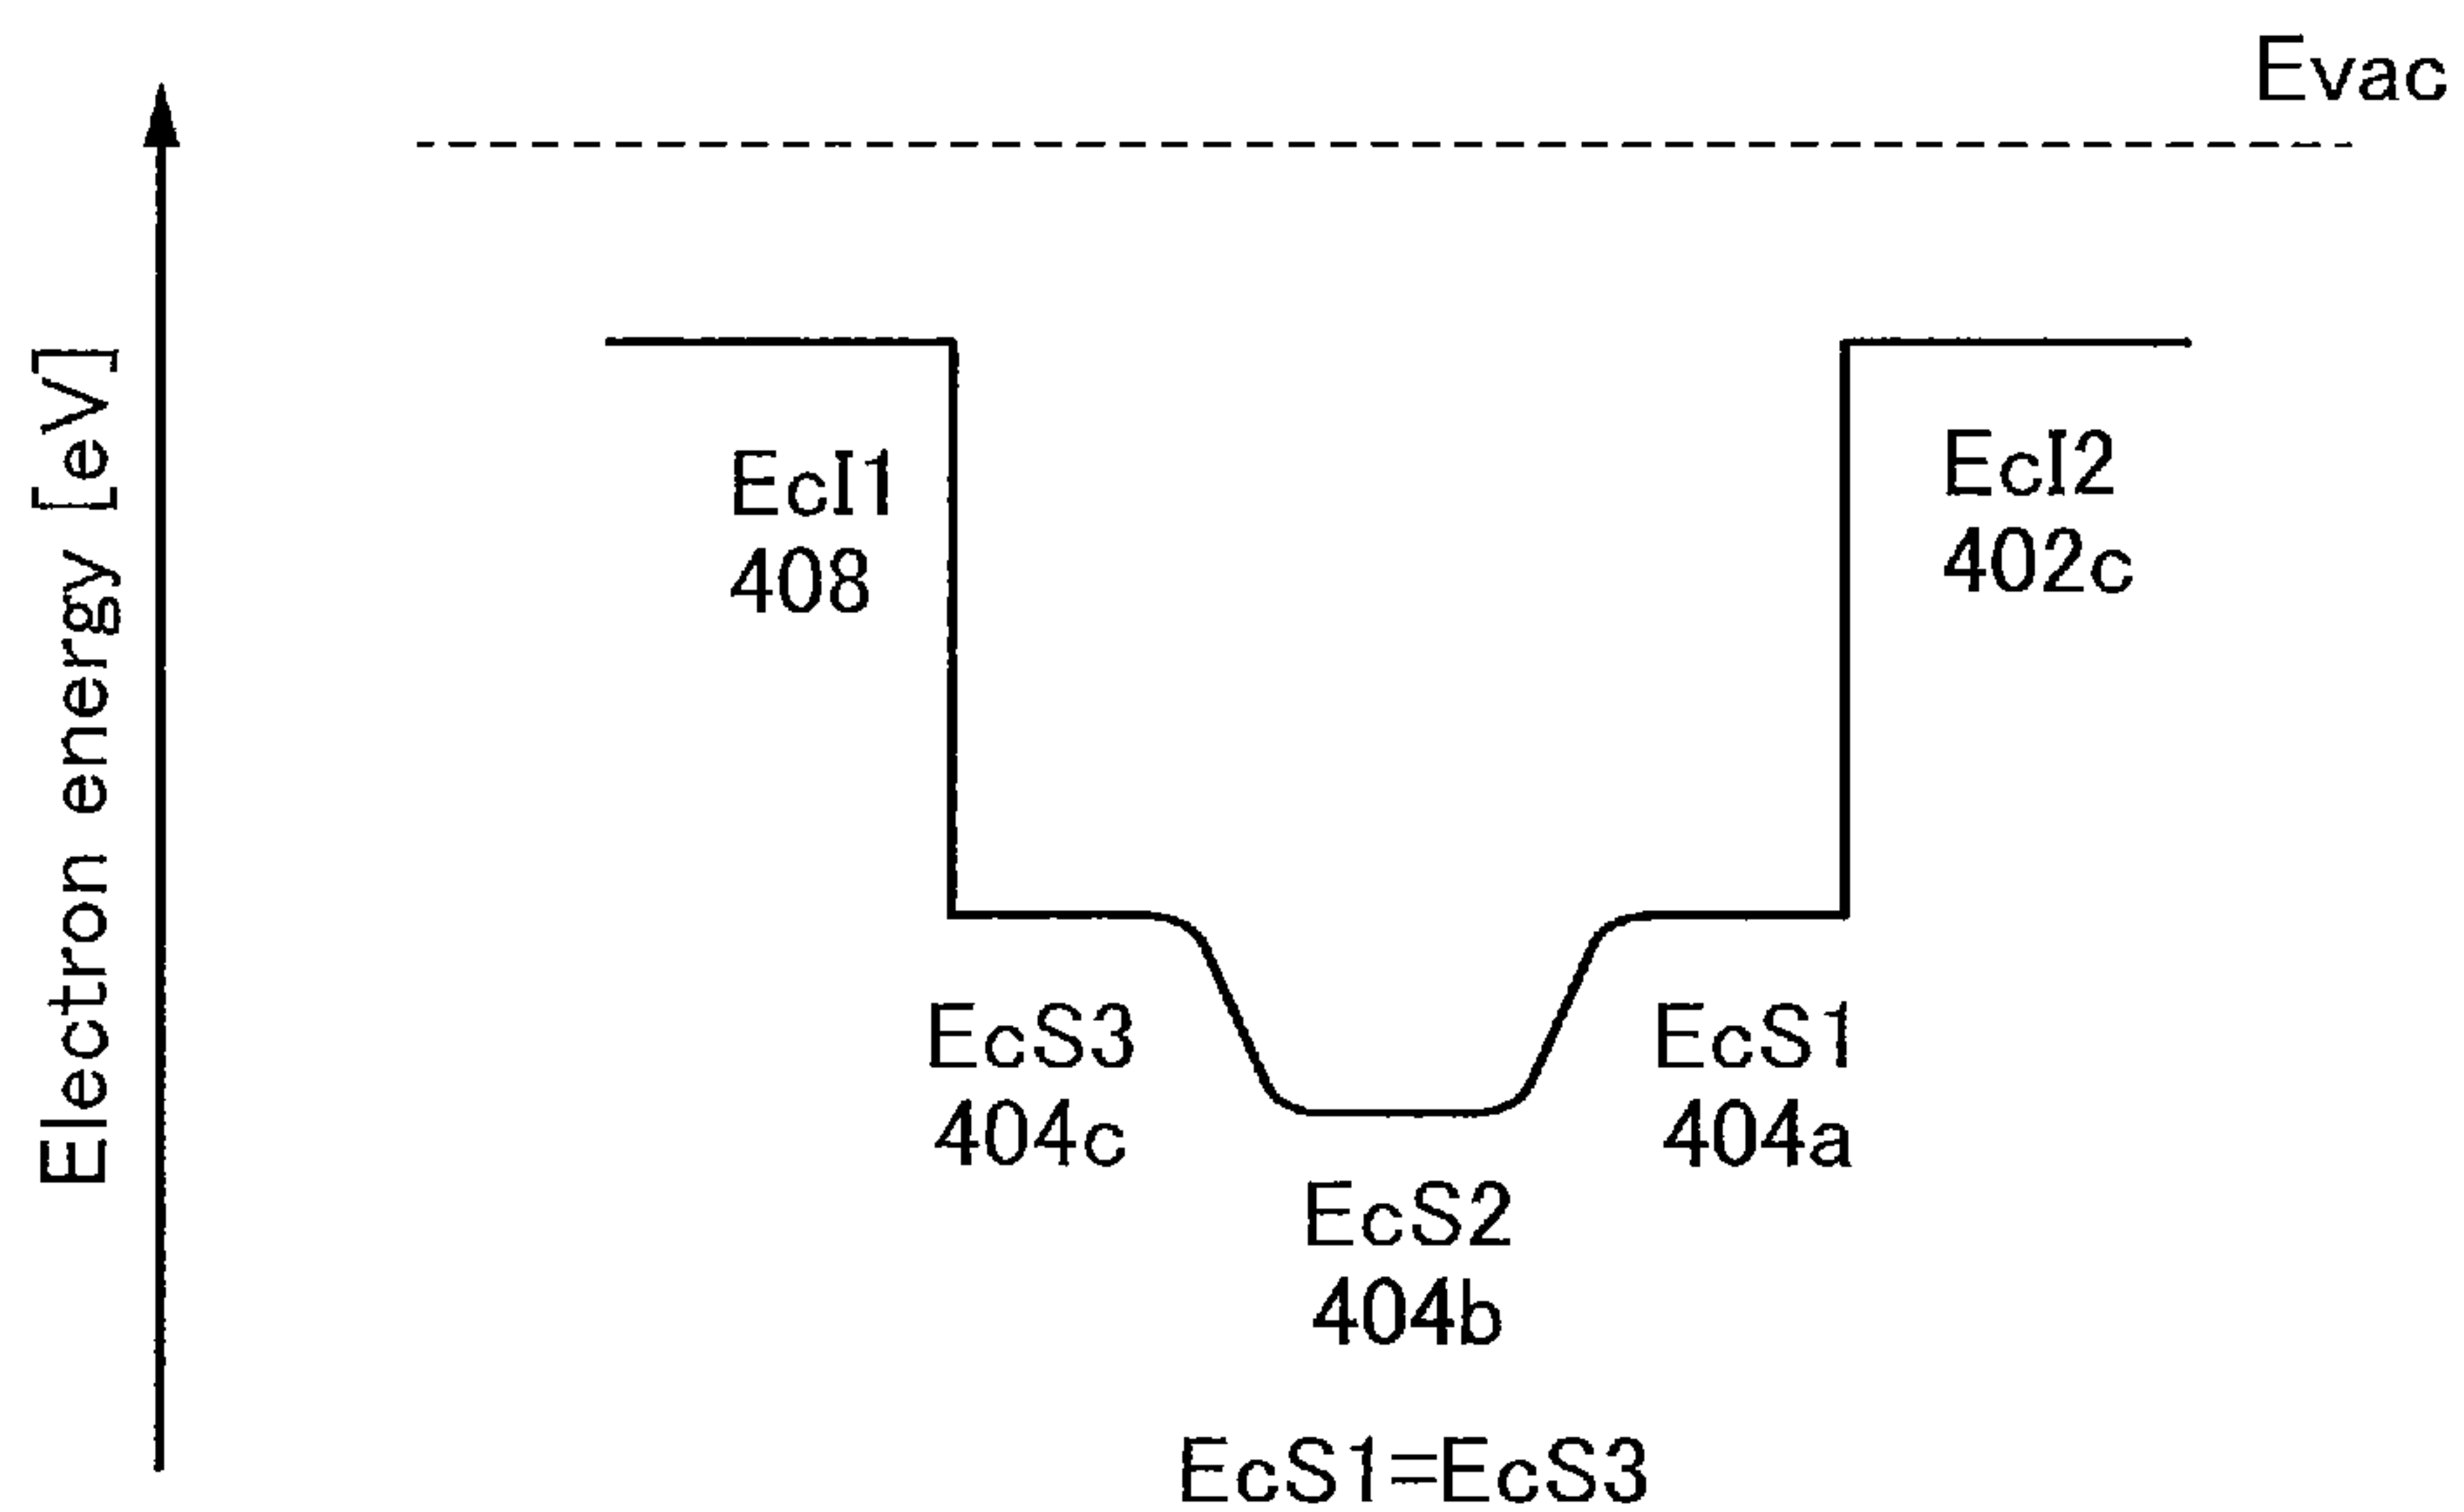 Evac
Electron energy [eV]
EcI1
408
EcI2
402c
EcS3
404c
EcS1
404a
EcS2
404b
EcS1=EcS3